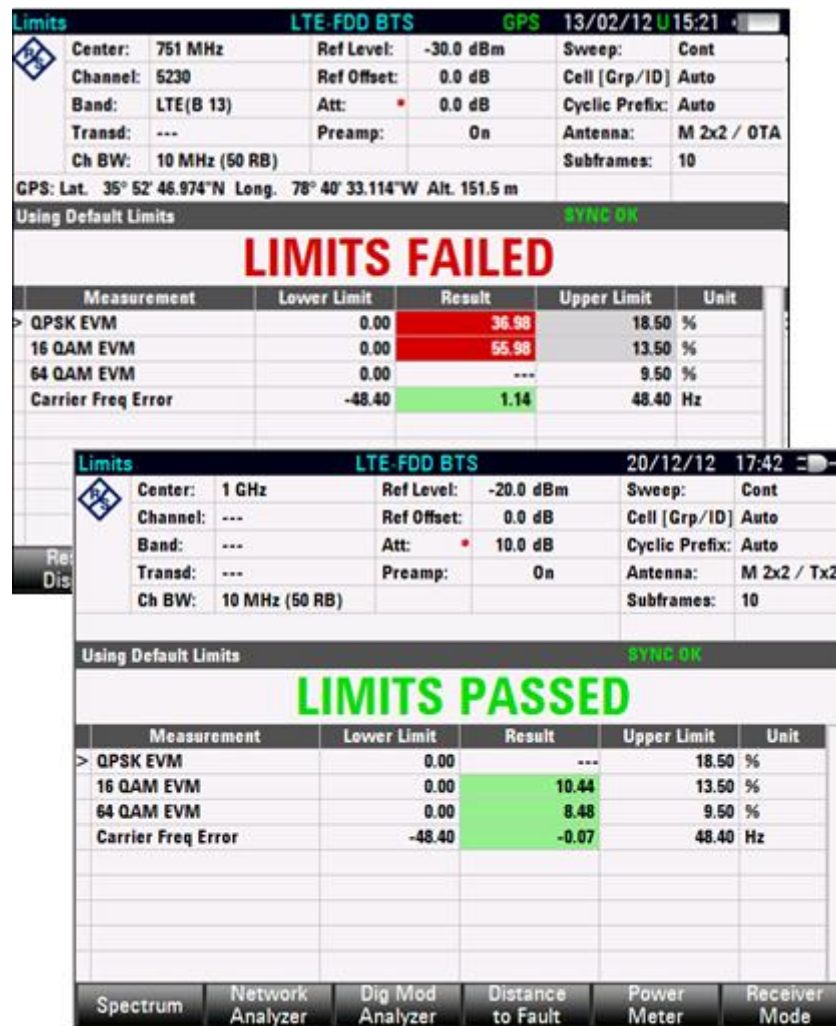 Limits LTE-FDD BTS GPS 13/02/12 U 15:21
R S
Center: 751 MHz Ref Level: -30.0 dBm Sweep: Cont
Channel: 5230 Ref Offset: 0.0 dB Cell [Grp/ID] Auto
Band: LTE(B 13) Att: 0.0 dB Cyclic Prefix: Auto
Transd: --- Preamp: On Antenna: M 2x2 / OTA
Ch BW: 10 MHz (50 RB) Subframes: 10
GPS: Lat. 35° 52' 46.974"N Long. 78° 40' 33.114"W Alt. 151.5 m
Using Default Limits SYNC OK
LIMITS FAILED
Measurement Lower Limit Result Upper Limit Unit
> QPSK EVM 0.00 36.98 18.50 %
16 QAM EVM 0.00 55.98 13.50 %
64 QAM EVM 0.00 --- 9.50 %
Carrier Freq Error -48.40 1.14 48.40 Hz
Re
Dis
Limits LTE-FDD BTS 20/12/12 17:42
R S
Center: 1 GHz Ref Level: -20.0 dBm Sweep: Cont
Channel: --- Ref Offset: 0.0 dB Cell [Grp/ID] Auto
Band: --- Att: 10.0 dB Cyclic Prefix: Auto
Transd: --- Preamp: On Antenna: M 2x2 / Tx2
Ch BW: 10 MHz (50 RB) Subframes: 10
Using Default Limits SYNC OK
LIMITS PASSED
Measurement Lower Limit Result Upper Limit Unit
> QPSK EVM 0.00 --- 18.50 %
16 QAM EVM 0.00 10.44 13.50 %
64 QAM EVM 0.00 8.48 9.50 %
Carrier Freq Error -48.40 -0.07 48.40 Hz
Spectrum Network Analyzer Dig Mod Analyzer Distance to Fault Power Meter Receiver Mode